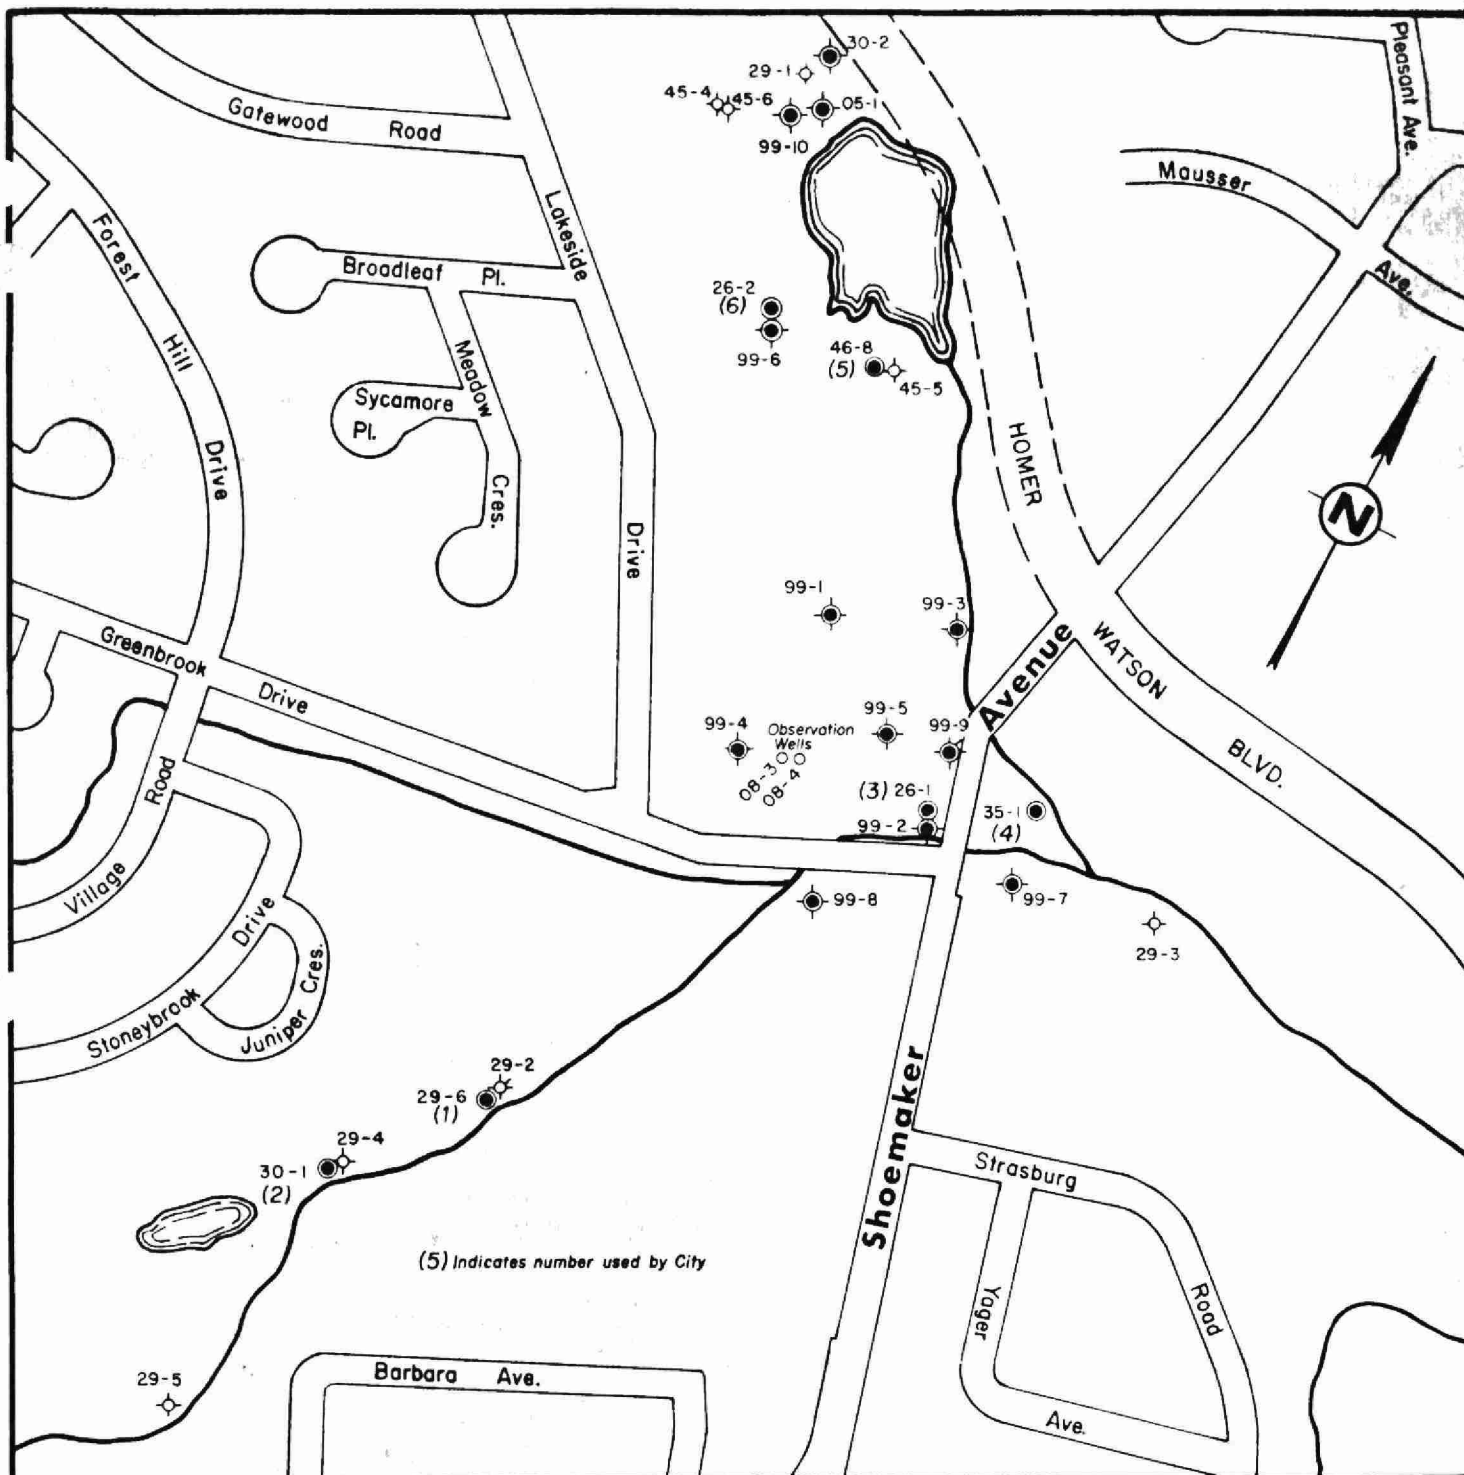 30-2
29-1
45-4
45-6
05-1
99-10
Pleasant Ave.
Gatewood Road
Mausser
Ave.
Lakeside
Forest
Hill
Drive
Broadleaf Pl.
26-2
(6)
99-6
46-8
(5)
45-5
Meadow
Cres.
Sycamore
Pl.
HOMER
N
Drive
99-1
99-3
Greenbrook
Drive
Avenue
WATSON
BLVD.
99-4
Observation
Wells
08-3
08-4
99-5
99-9
(3) 26-1
99-2
35-1
(4)
Road
Village
99-8
99-7
29-3
Drive
Stoneybrook
Juniper Cres.
29-2
29-6
(1)
29-4
30-1
(2)
Shoemaker
Strasburg
Road
(5) Indicates number used by City
Yager
Ave.
29-5
Barbara Ave.